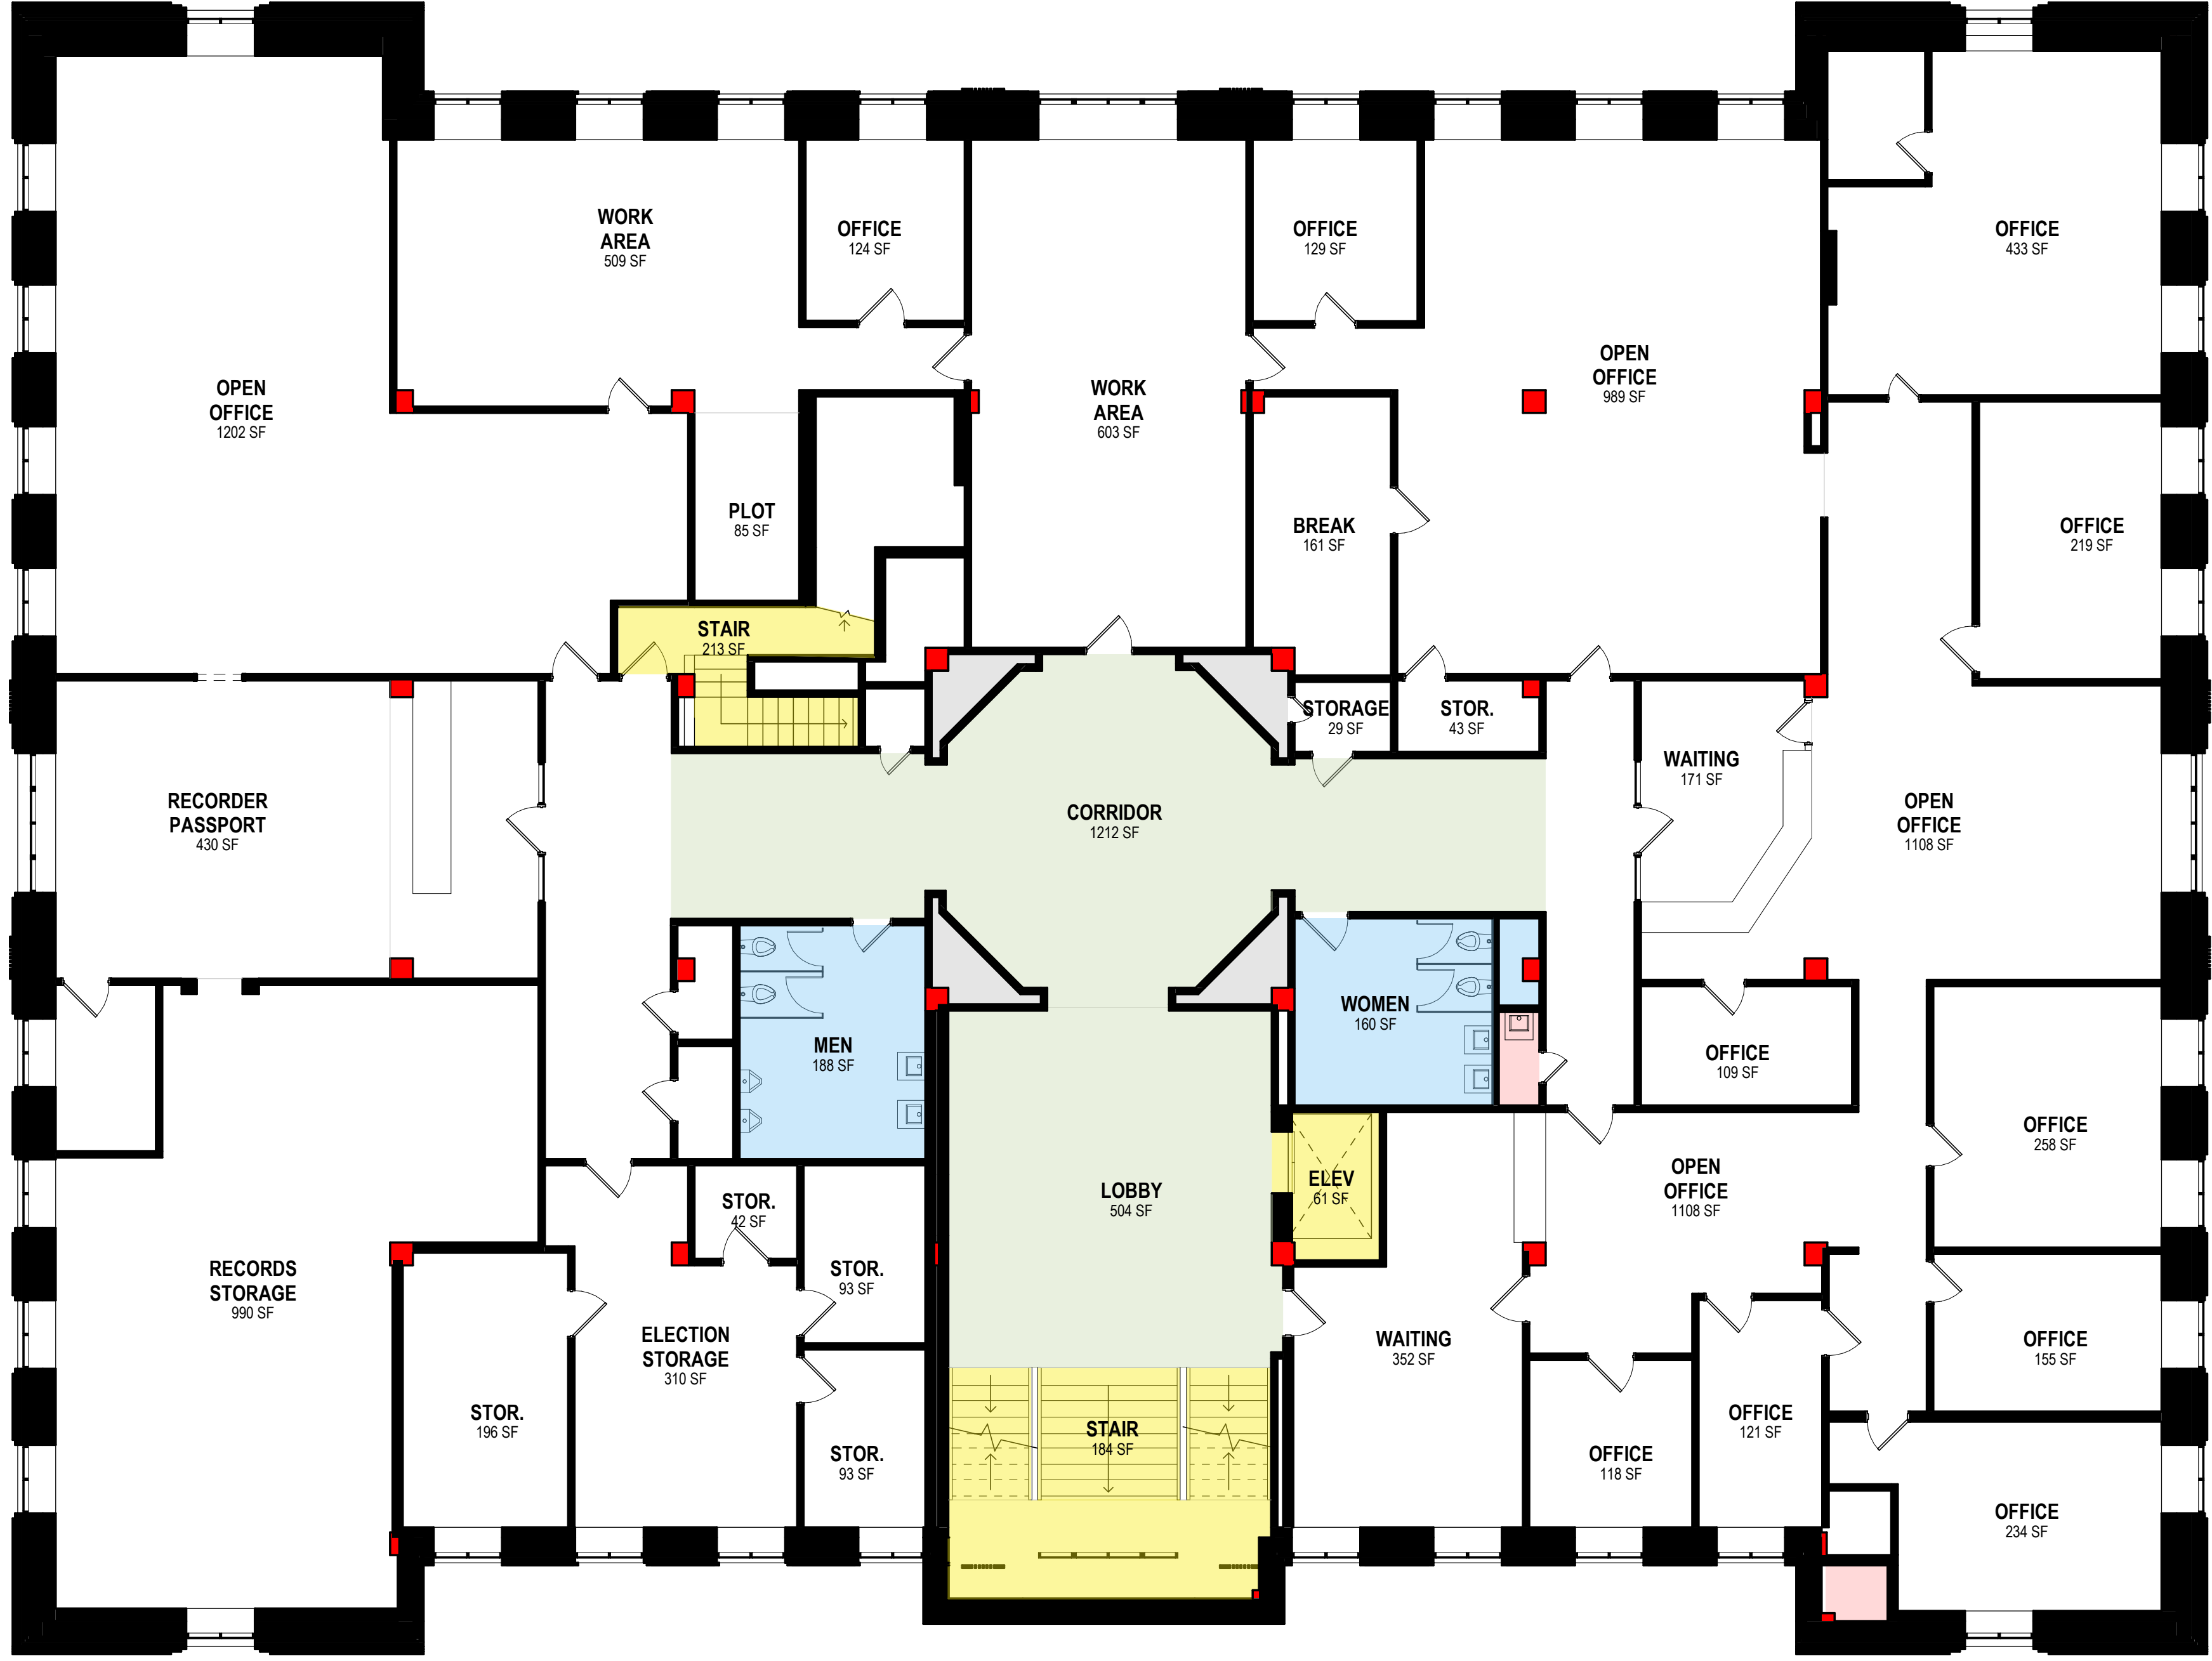 WORK
AREA
509 SF
OFFICE
124 SF
OFFICE
129 SF
OFFICE
433 SF
OPEN
OFFICE
1202 SF
WORK
AREA
603 SF
OPEN
OFFICE
989 SF
PLOT
85 SF
BREAK
161 SF
OFFICE
219 SF
STAIR
213 SF
STORAGE
29 SF
STOR.
43 SF
WAITING
171 SF
RECORDER
PASSPORT
430 SF
CORRIDOR
1212 SF
OPEN
OFFICE
1108 SF
MEN
188 SF
WOMEN
160 SF
OFFICE
109 SF
OFFICE
258 SF
STOR.
42 SF
LOBBY
504 SF
ELEV
61 SF
OPEN
OFFICE
1108 SF
RECORDS
STORAGE
990 SF
STOR.
93 SF
ELECTION
STORAGE
310 SF
WAITING
352 SF
OFFICE
155 SF
STOR.
196 SF
STOR.
93 SF
STAIR
184 SF
OFFICE
118 SF
OFFICE
121 SF
OFFICE
234 SF